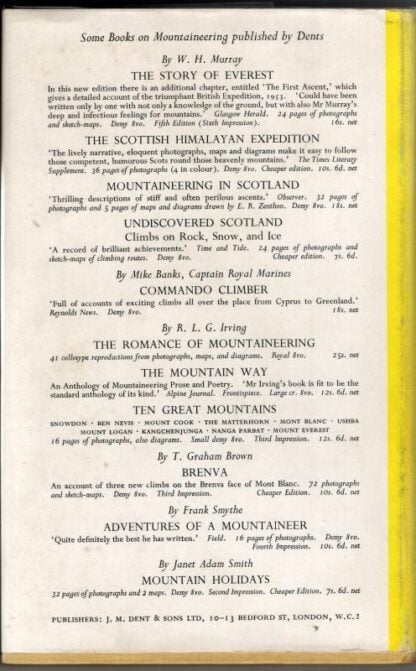 Some Books on Mountaineering published by Dents
By W. H. Murray
THE STORY OF EVEREST
In this new edition there is an additional chapter, entitled 'The First Ascent,' which
gives a detailed account of the triumphant British Expedition, 1953. 'Could have been
written only by one with not only a knowledge of the ground, but with also Mr Murray's
deep and infectious feelings for mountains.' Glasgow Herald. 24 pages of photographs
and sketch-maps. Demy 8vo. Fifth Edition (Sixth Impression). 16s. net
THE SCOTTISH HIMALAYAN EXPEDITION
'The lively narrative, eloquent photographs, maps and diagrams make it easy to follow
those competent, humorous Scots round those heavenly mountains.' The Times Literary
Supplement. 36 pages of photographs (4 in colour). Demy 8vo. Cheaper edition. 10s. 6d. net
MOUNTAINEERING IN SCOTLAND
'Thrilling descriptions of stiff and often perilous ascents.' Observer. 32 pages of
photographs and 5 pages of maps and diagrams drawn by E. R. Zenthon. Demy 8vo. 18s. net
UNDISCOVERED SCOTLAND
Climbs on Rock, Snow, and Ice
'A record of brilliant achievements.' Time and Tide. 24 pages of photographs and
sketch-maps of climbing routes. Demy 8vo. Cheaper edition. 7s. 6d.
By Mike Banks, Captain Royal Marines
COMMANDO CLIMBER
'Full of accounts of exciting climbs all over the place from Cyprus to Greenland.'
Reynolds News. Demy 8vo. 18s. net
By R. L. G. Irving
THE ROMANCE OF MOUNTAINEERING
41 collotype reproductions from photographs, maps, and diagrams. Royal 8vo. 25s. net
THE MOUNTAIN WAY
An Anthology of Mountaineering Prose and Poetry. 'Mr Irving's book is fit to be the
standard anthology of its kind.' Alpine Journal. Frontispiece. Large cr. 8vo. 12s. 6d. net
TEN GREAT MOUNTAINS
SNOWDON · BEN NEVIS · MOUNT COOK · THE MATTERHORN · MONT BLANC · USHBA
MOUNT LOGAN · KANGCHENJUNGA · NANGA PARBAT · MOUNT EVEREST
16 pages of photographs, also diagrams. Small demy 8vo. Third Impression. 12s. 6d. net
By T. Graham Brown
BRENVA
An account of three new climbs on the Brenva face of Mont Blanc. 72 photographs
and sketch-maps. Demy 8vo. Third Impression. Cheaper Edition. 10s. 6d. net
By Frank Smythe
ADVENTURES OF A MOUNTAINEER
'Quite definitely the best he has written.' Field. 16 pages of photographs. Demy 8vo.
Fourth Impression. 10s. 6d. net
By Janet Adam Smith
MOUNTAIN HOLIDAYS
32 pages of photographs and 2 maps. Demy 8vo. Second Impression. Cheaper Edition. 7s. 6d. net
PUBLISHERS: J. M. DENT & SONS LTD, 10–13 BEDFORD ST, LONDON, W.C.2